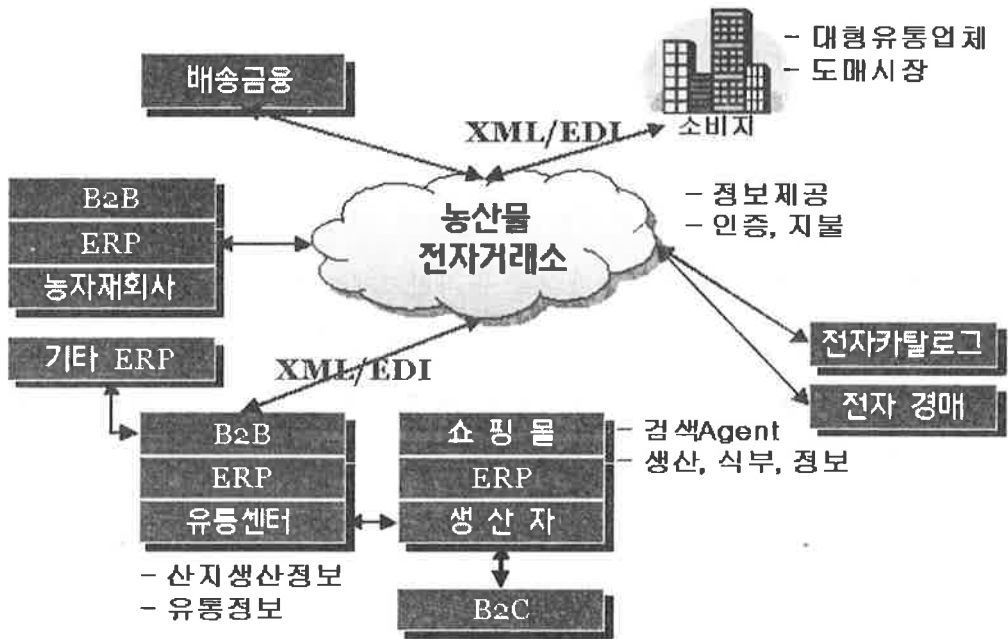 배송금융
- 대형유통업체
- 도매시장
소비지
XML/EDI
B2B
ERP
농자재회사
농산물
전자거래소
- 정보제공
- 인증, 지불
기타 ERP
XML/EDI
전자카탈로그
전자 경매
B2B
ERP
유통센터
쇼 핑 몰
ERP
생 산 자
- 검색Agent
- 생산, 식부, 정보
- 산지생산정보
- 유통정보
B2C